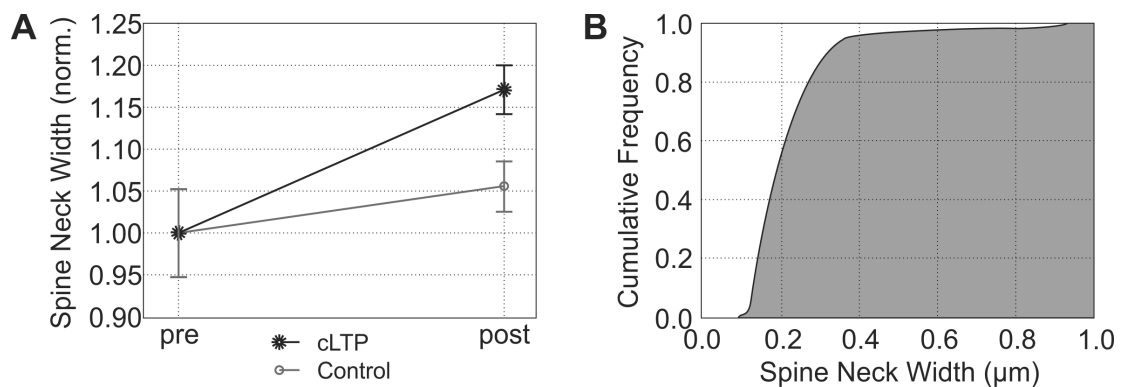 A
Spine Neck Width (norm.)
1.25
1.20
1.15
1.10
1.05
1.00
0.95
0.90
pre
post
cLTP
Control
B
Cumulative Frequency
1.0
0.8
0.6
0.4
0.2
0.0
0.0 0.2 0.4 0.6 0.8 1.0
Spine Neck Width (µm)